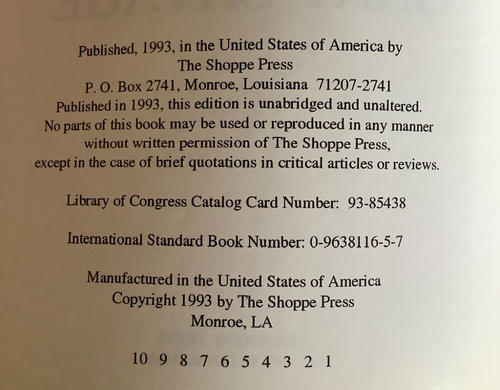 Published, 1993, in the United States of America by
The Shoppe Press
P. O. Box 2741, Monroe, Louisiana 71207-2741
Published in 1993, this edition is unabridged and unaltered.
No parts of this book may be used or reproduced in any manner
without written permission of The Shoppe Press,
except in the case of brief quotations in critical articles or reviews.
Library of Congress Catalog Card Number: 93-85438
International Standard Book Number: 0-9638116-5-7
Manufactured in the United States of America
Copyright 1993 by The Shoppe Press
Monroe, LA
10 9 8 7 6 5 4 3 2 1